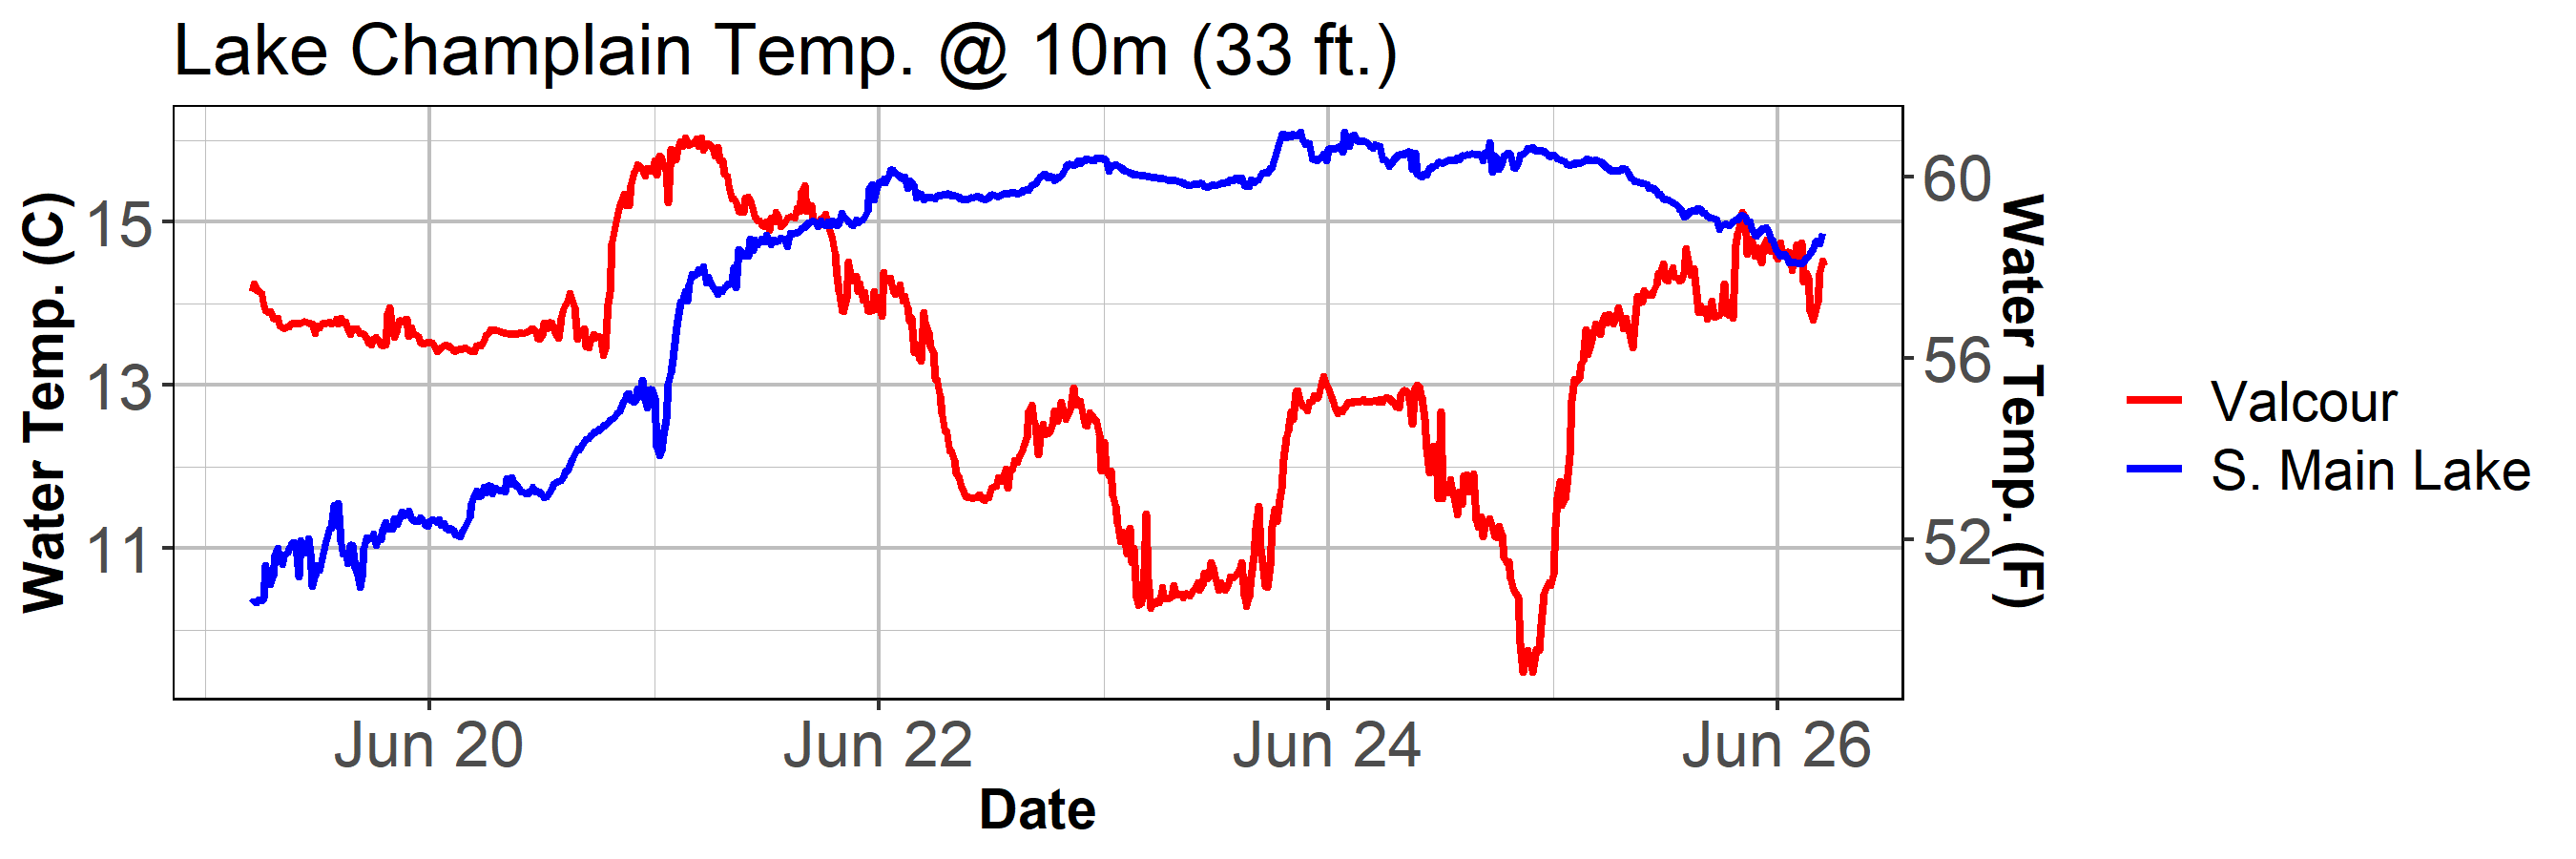 Lake Champlain Temp. @ 10m (33 ft.)
Water Temp. (C)
15
13
11
60
56
52
Water Temp. (F)
Jun 20
Jun 22
Jun 24
Jun 26
Date
Valcour
S. Main Lake